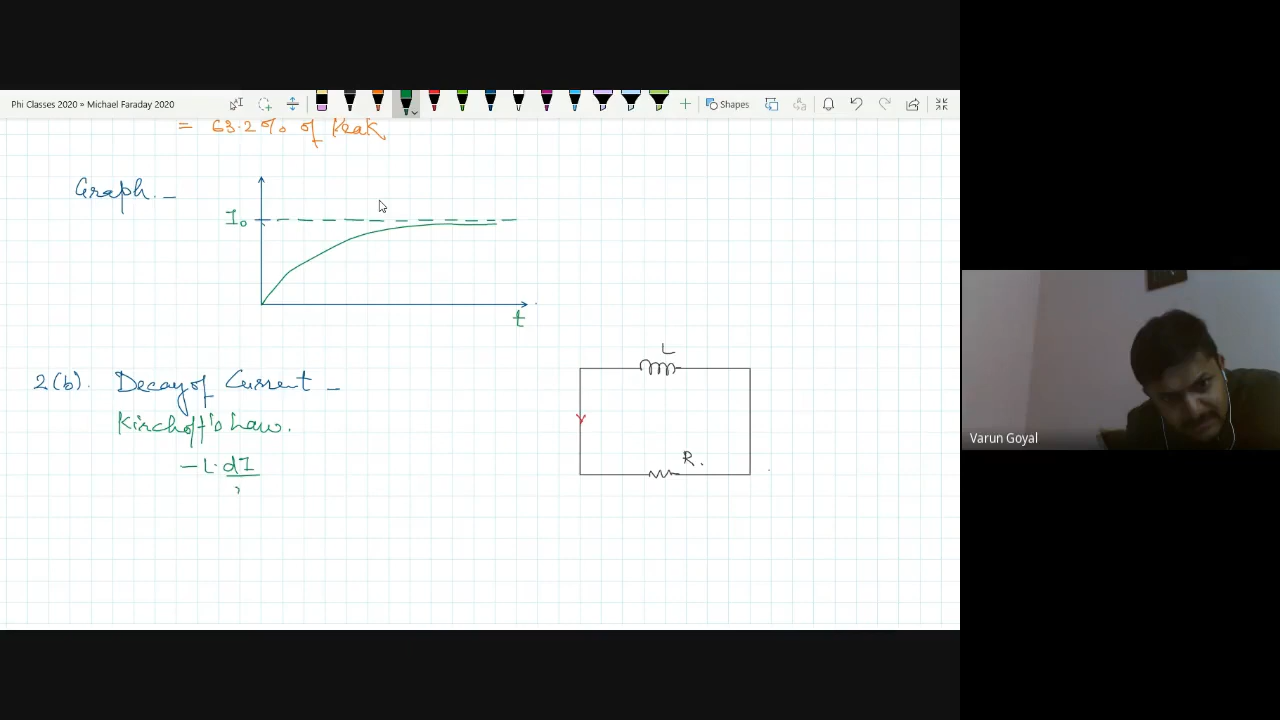 Phi Classes 2020 » Michael Faraday 2020
Shapes
= 63.2% of Peak
Graph. -
I₀
t
L
2(b). Decay of Current -
Kirchoff's Law.
R.
- L. dI
Varun Goyal